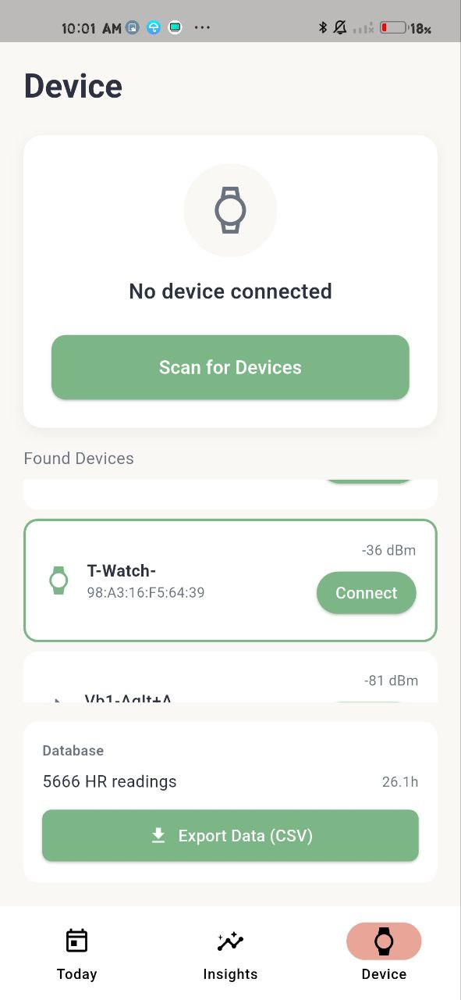 10:01 AM
18%
Device
No device connected
Scan for Devices
Found Devices
-36 dBm
T-Watch-
98:A3:16:F5:64:39
Connect
-81 dBm
Database
5666 HR readings
26.1h
Export Data (CSV)
Today
Insights
Device